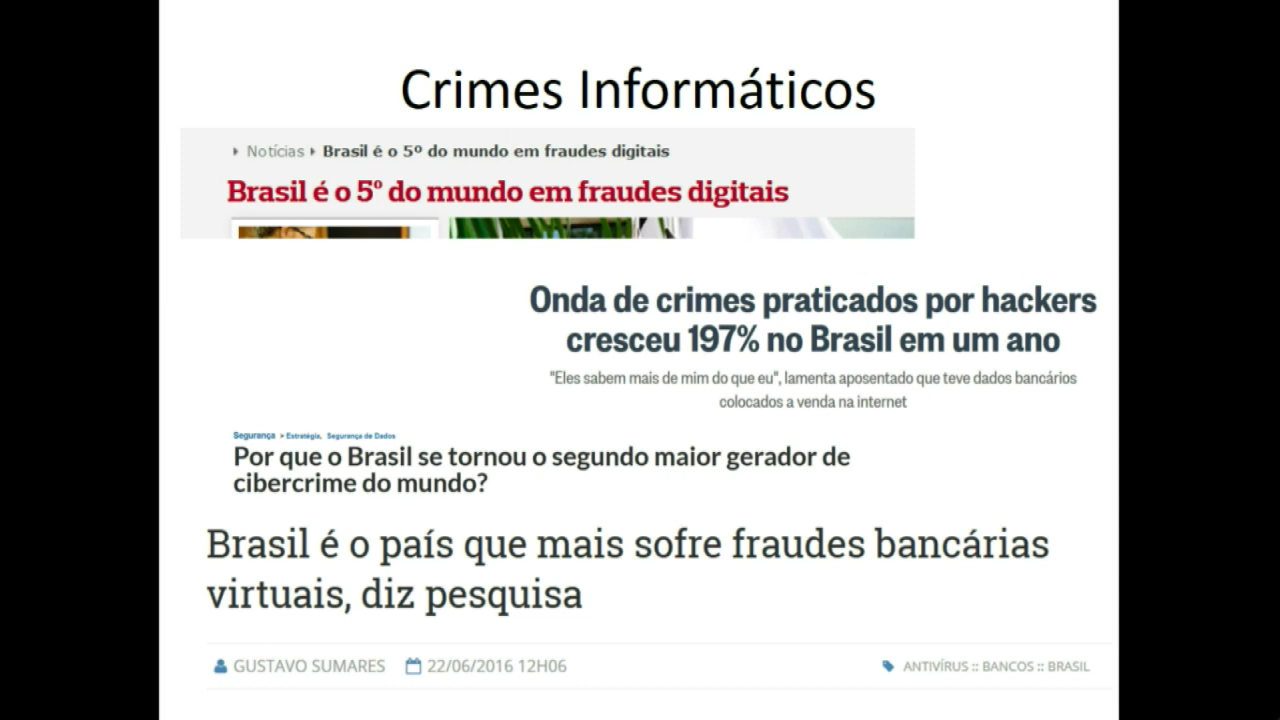 Crimes Informáticos
Notícias Brasil é o 5º do mundo em fraudes digitais
Brasil é o 5º do mundo em fraudes digitais
Onda de crimes praticados por hackers
cresceu 197% no Brasil em um ano
"Eles sabem mais de mim do que eu", lamenta aposentado que teve dados bancários
colocados a venda na internet
Segurança > Estratégia, Segurança de Dados
Por que o Brasil se tornou o segundo maior gerador de
cibercrime do mundo?
Brasil é o país que mais sofre fraudes bancárias
virtuais, diz pesquisa
GUSTAVO SUMARES 22/06/2016 12H06 ANTIVÍRUS :: BANCOS :: BRASIL